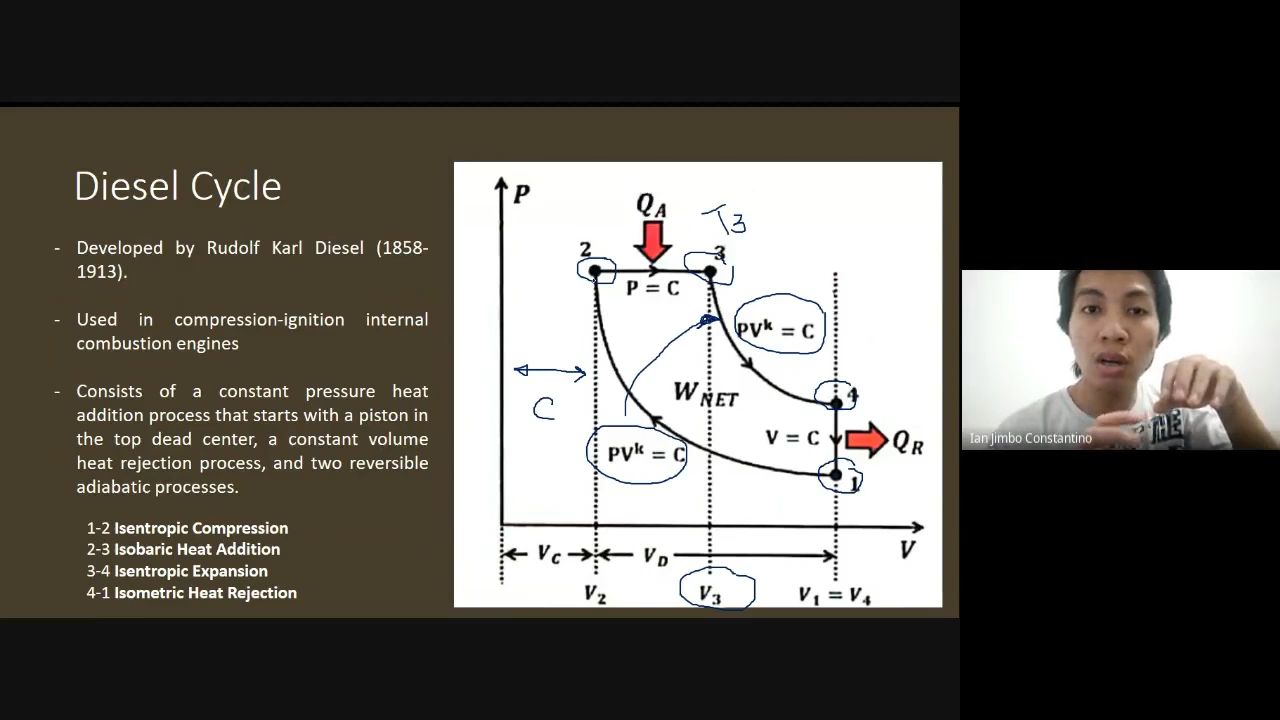 Diesel Cycle
- Developed by Rudolf Karl Diesel (1858-
1913).
- Used in compression-ignition internal
combustion engines
- Consists of a constant pressure heat
addition process that starts with a piston in
the top dead center, a constant volume
heat rejection process, and two reversible
adiabatic processes.
1-2 Isentropic Compression
2-3 Isobaric Heat Addition
3-4 Isentropic Expansion
4-1 Isometric Heat Rejection
P
Q_A
T3
2
3
P = C
PV^k = C
W_NET
C
4
V = C
Q_R
PV^k = C
1
V
V_C
V_D
V_2
V_3
V_1 = V_4
THE
Ian Jimbo Constantino